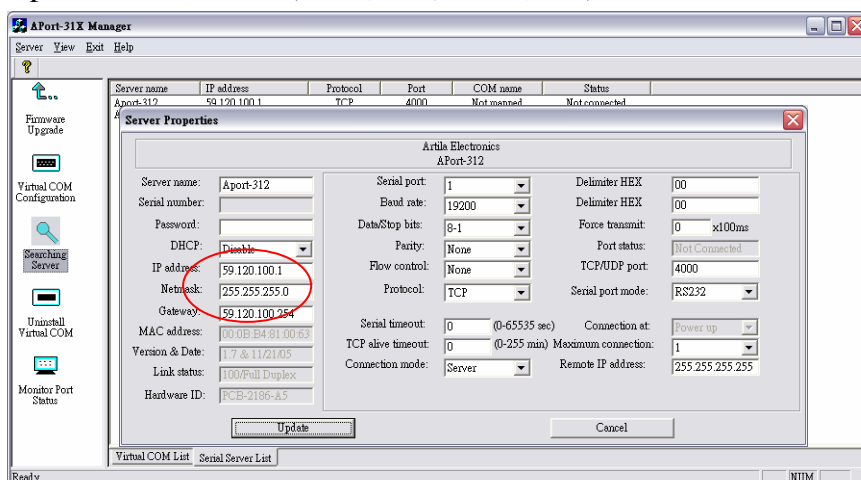 APort-31X Manager
Server View Exit Help
Server name IP address Protocol Port COM name Status
Aport-312 59.120.100.1 TCP 4000 Not mapped Not connected
Firmware
Upgrade
Virtual COM
Configuration
Searching
Server
Uninstall
Virtual COM
Monitor Port
Status
Server Properties
Artila Electronics
APort-312
Server name: Aport-312
Serial number:
Password:
DHCP: Disable
IP address: 59.120.100.1
Netmask: 255.255.255.0
Gateway: 59.120.100.254
MAC address: 00:0B:B4:81:00:63
Version & Date: 1.7 & 11/21/05
Link status: 100/Full Duplex
Hardware ID: PCB-2186-A5
Serial port: 1
Baud rate: 19200
Data/Stop bits: 8-1
Parity: None
Flow control: None
Protocol: TCP
Serial timeout: 0 (0-65535 sec)
TCP alive timeout: 0 (0-255 min)
Connection mode: Server
Delimiter HEX 00
Delimiter HEX 00
Force transmit: 0 x100ms
Port status: Not Connected
TCP/UDP port: 4000
Serial port mode: RS232
Connection at: Power up
Maximum connection: 1
Remote IP address: 255.255.255.255
Update Cancel
Virtual COM List Serial Server List
Ready NUM